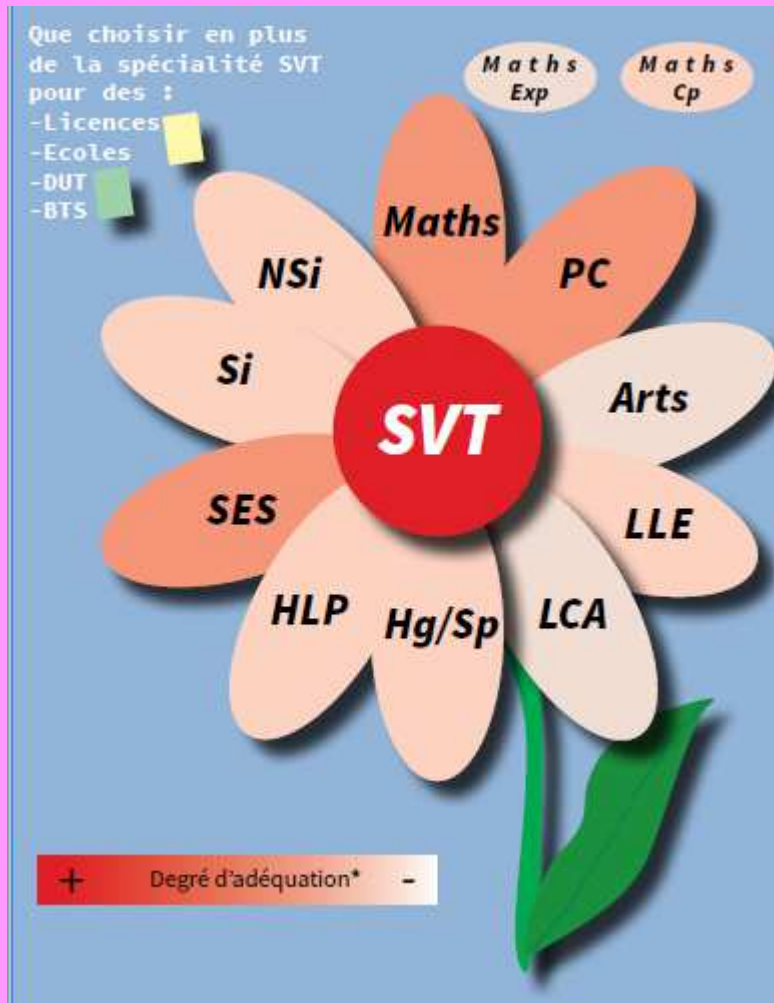 Que choisir en plus
de la spécialité SVT
pour des :
-Licences
-Ecoles
-DUT
-BTS
Maths
Exp
Maths
Cp
Maths
PC
NSi
Si
Arts
SVT
SES
LLE
HLP
Hg/Sp
LCA
+ Degré d'adéquation* -